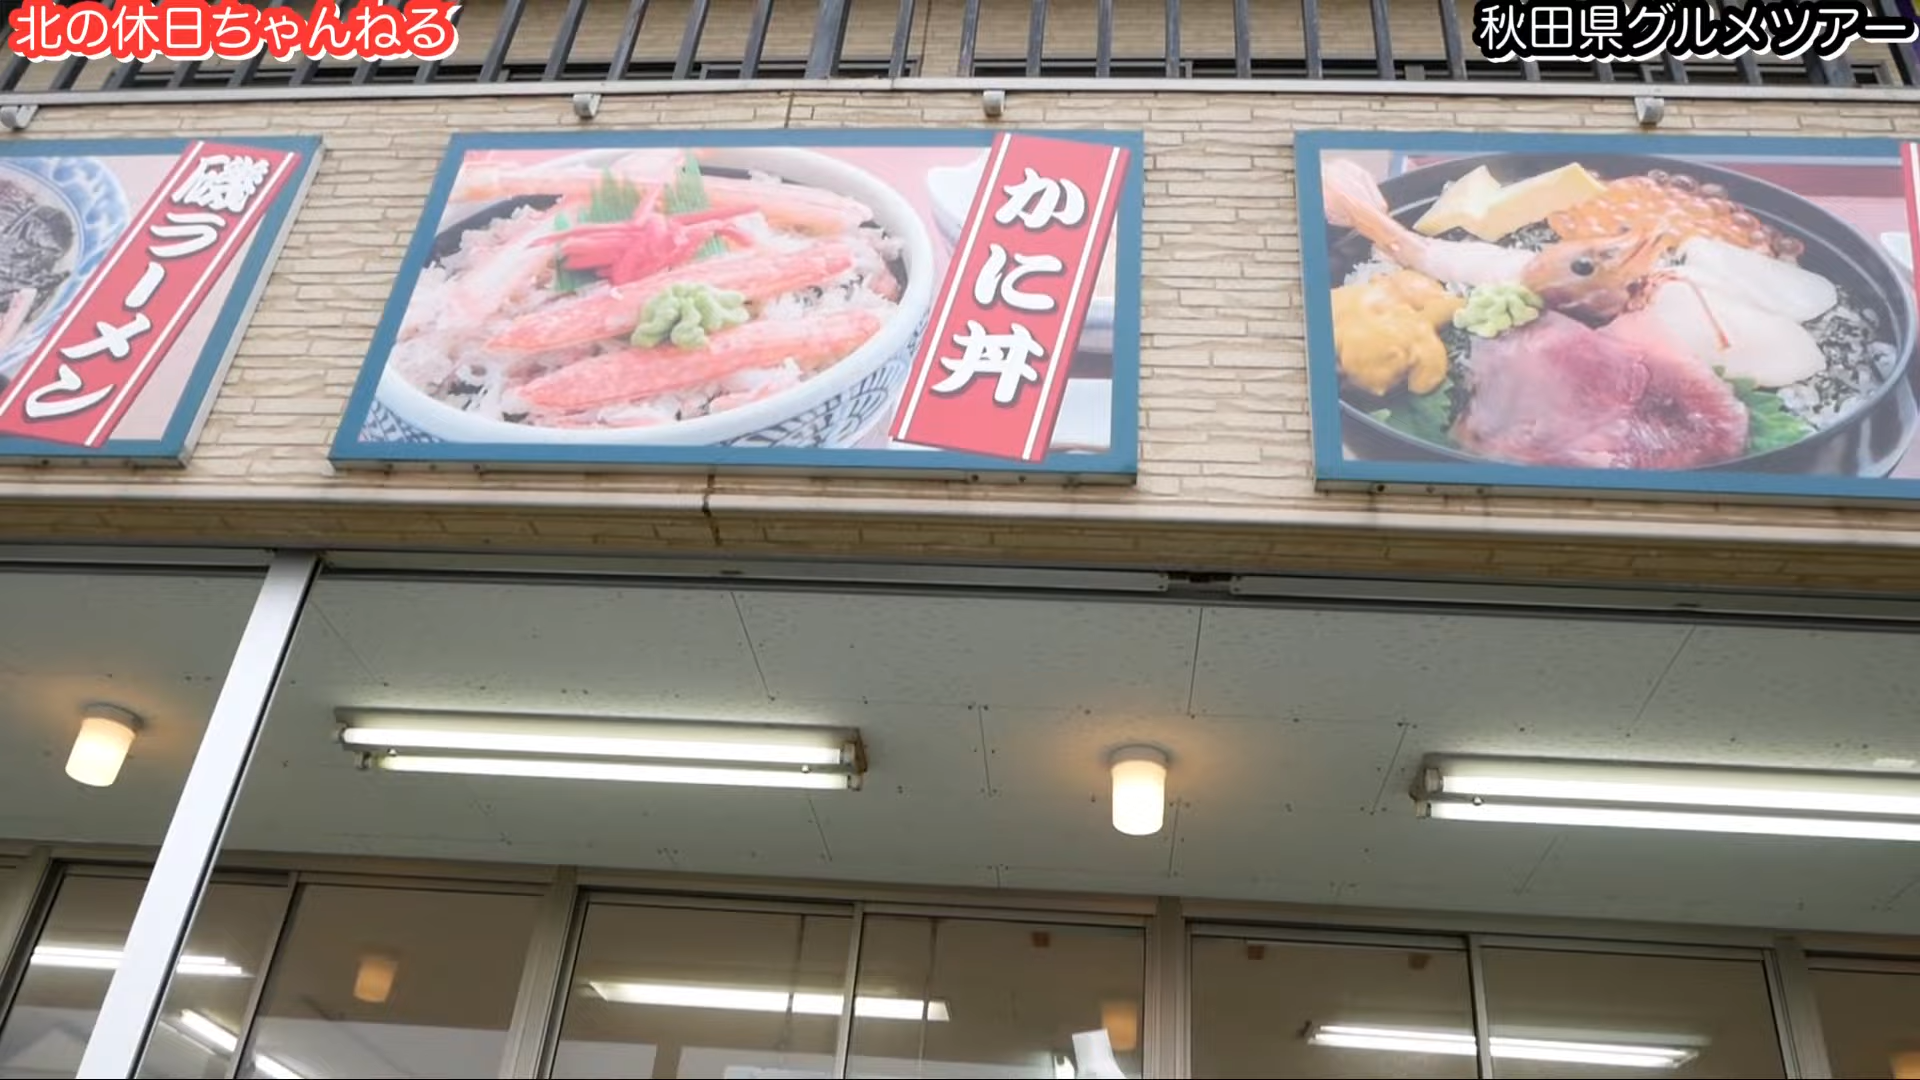 北の休日ちゃんねる
秋田県グルメツアー
磯ラーメン
かに丼